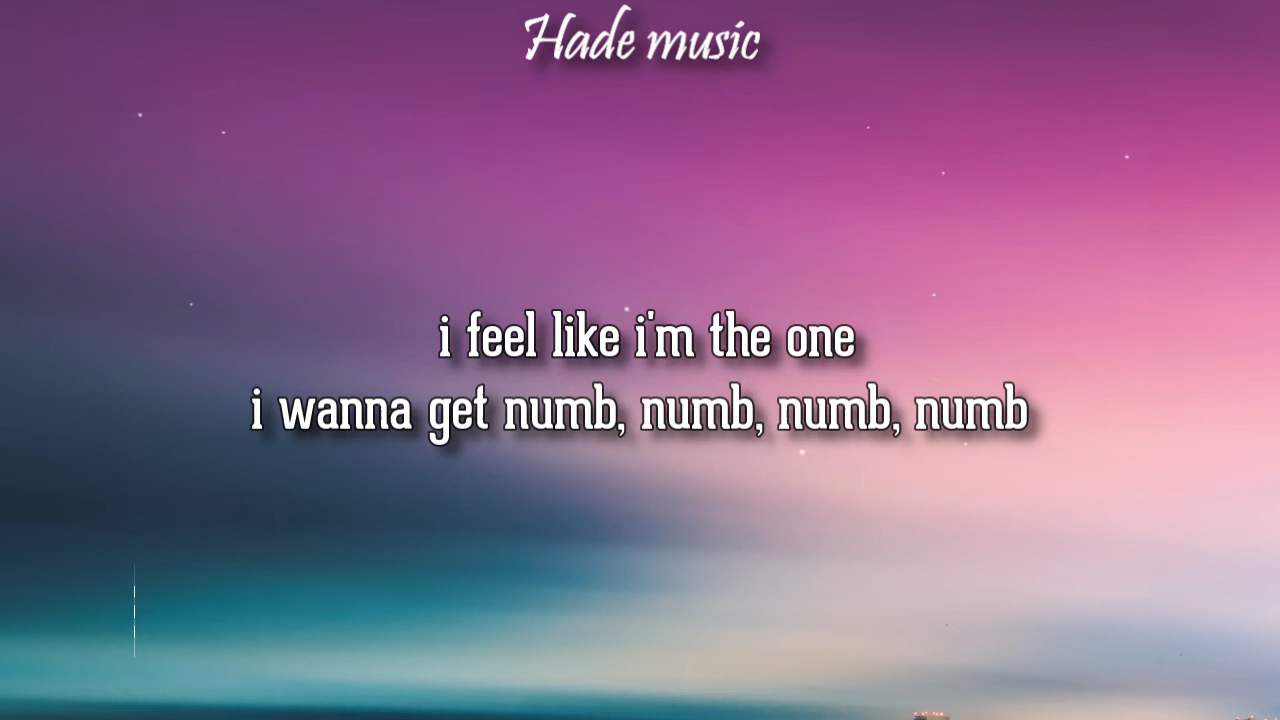 Hade music
i feel like i'm the one
i wanna get numb, numb, numb, numb